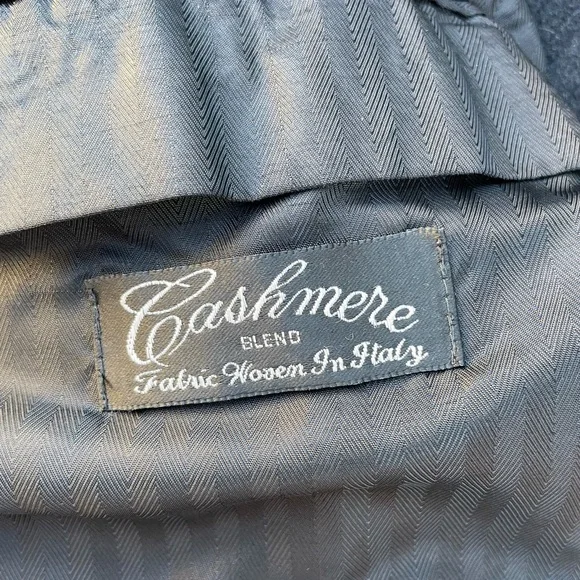 Cashmere
BLEND
Fabric Woven In Italy